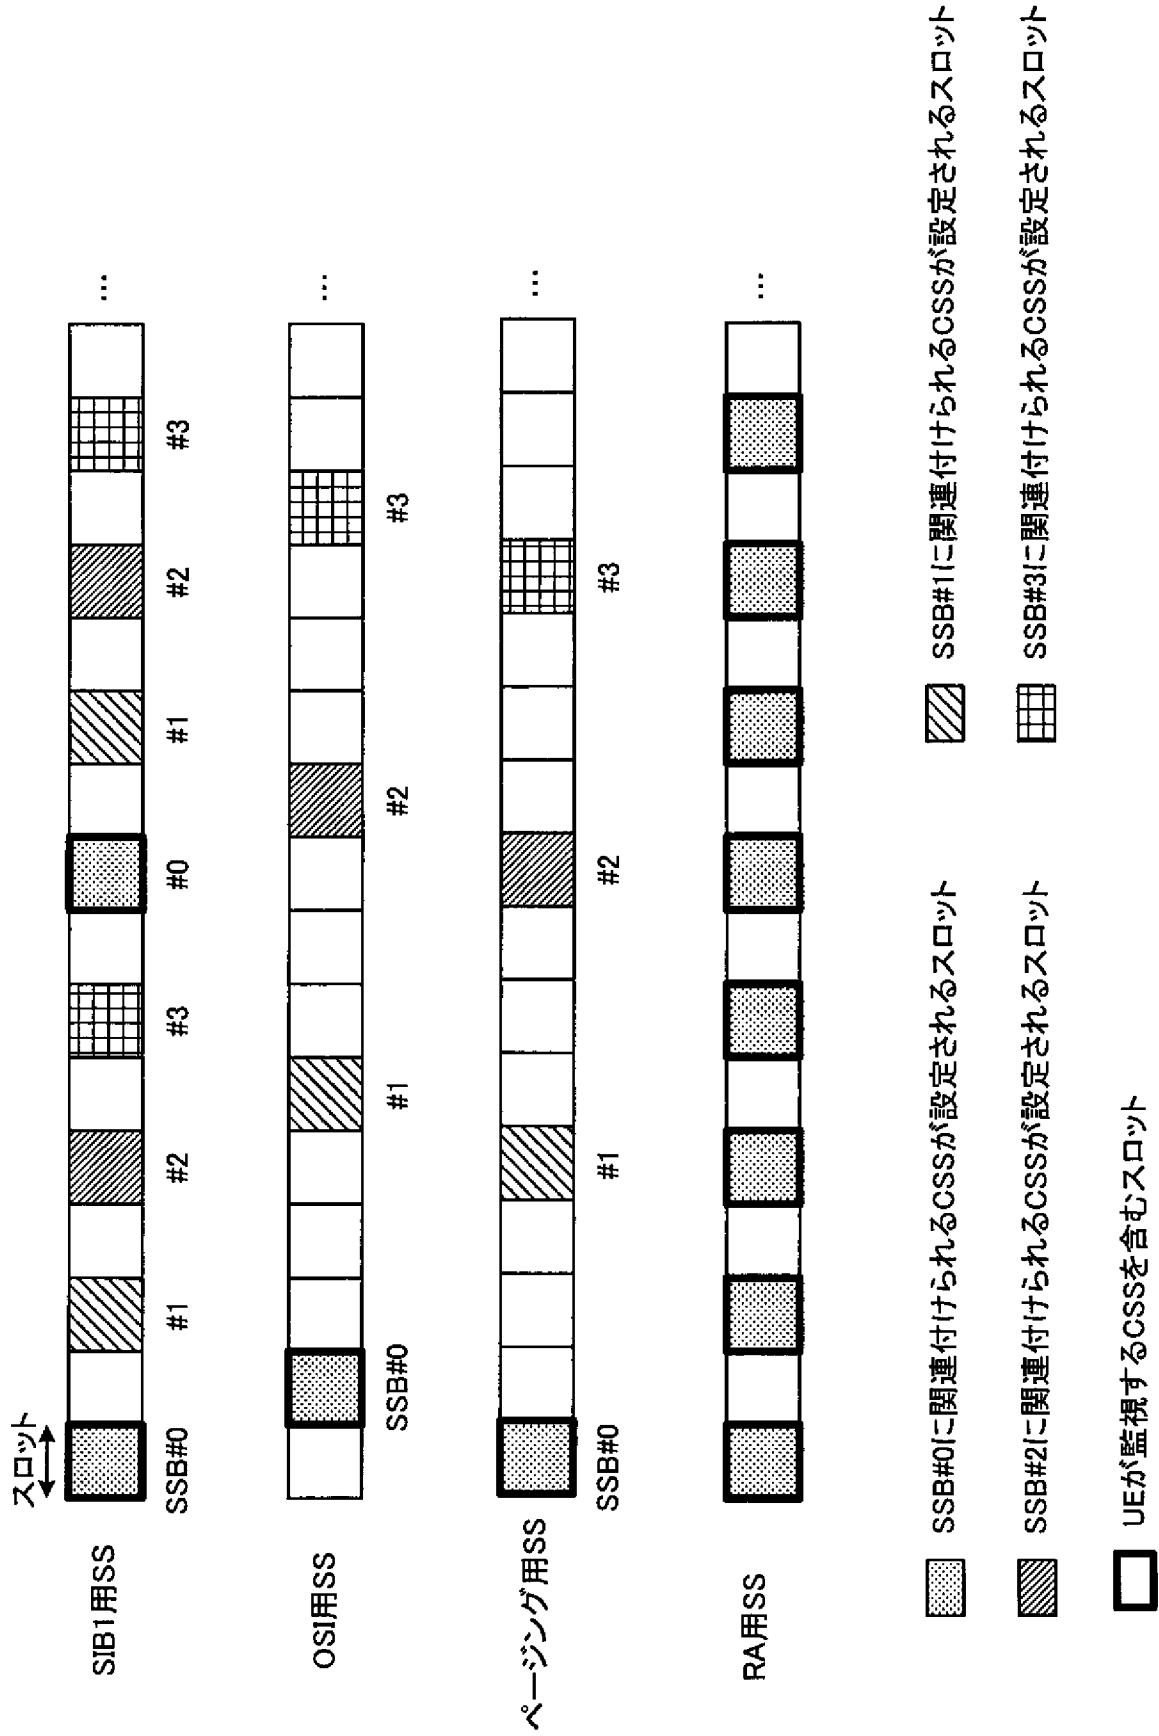 スロット
SIB1用SS
SSB#0 #1 #2 #3 #0 #1 #2 #3
…
OSI用SS
SSB#0 #1 #2 #3
…
ページング用SS
SSB#0 #1 #2 #3
…
RA用SS
…
SSB#0に関連付けられるCSSが設定されるスロット
SSB#1に関連付けられるCSSが設定されるスロット
SSB#2に関連付けられるCSSが設定されるスロット
SSB#3に関連付けられるCSSが設定されるスロット
UEが監視するCSSを含むスロット